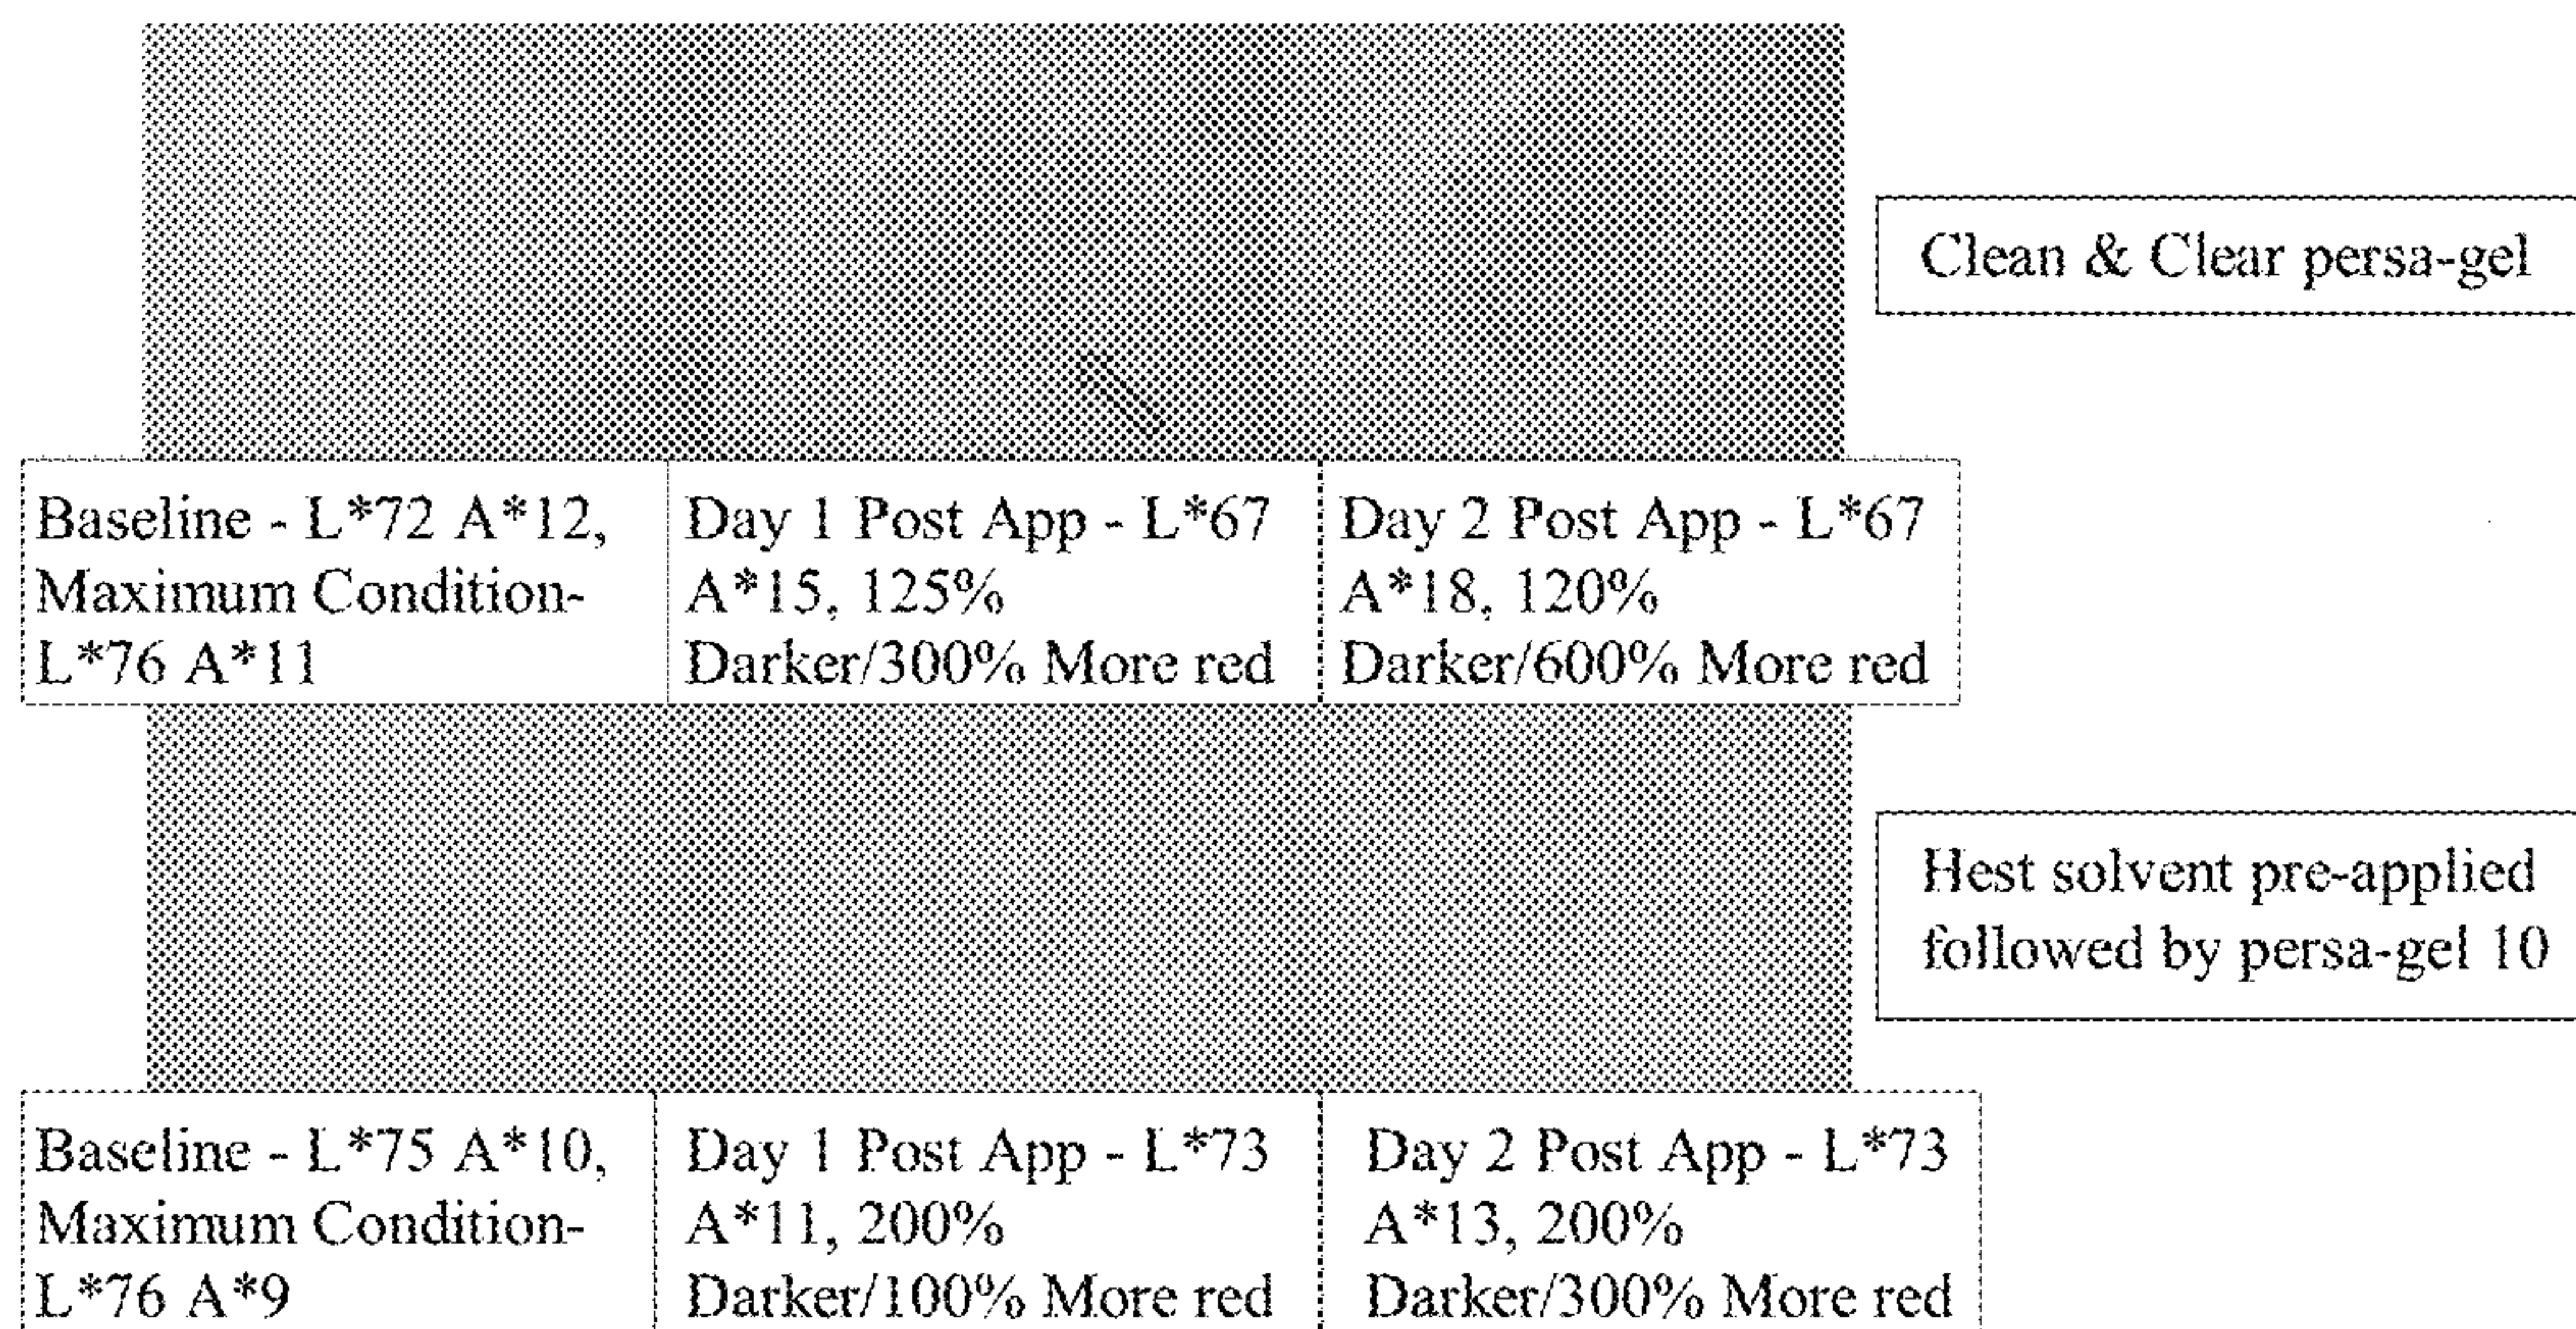 Clean & Clear persa-gel
Baseline - L*72 A*12,
Maximum Condition-
L*76 A*11
Day 1 Post App - L*67
A*15, 125%
Darker/300% More red
Day 2 Post App - L*67
A*18, 120%
Darker/600% More red
Hest solvent pre-applied
followed by persa-gel 10
Baseline - L*75 A*10,
Maximum Condition-
L*76 A*9
Day 1 Post App - L*73
A*11, 200%
Darker/100% More red
Day 2 Post App - L*73
A*13, 200%
Darker/300% More red